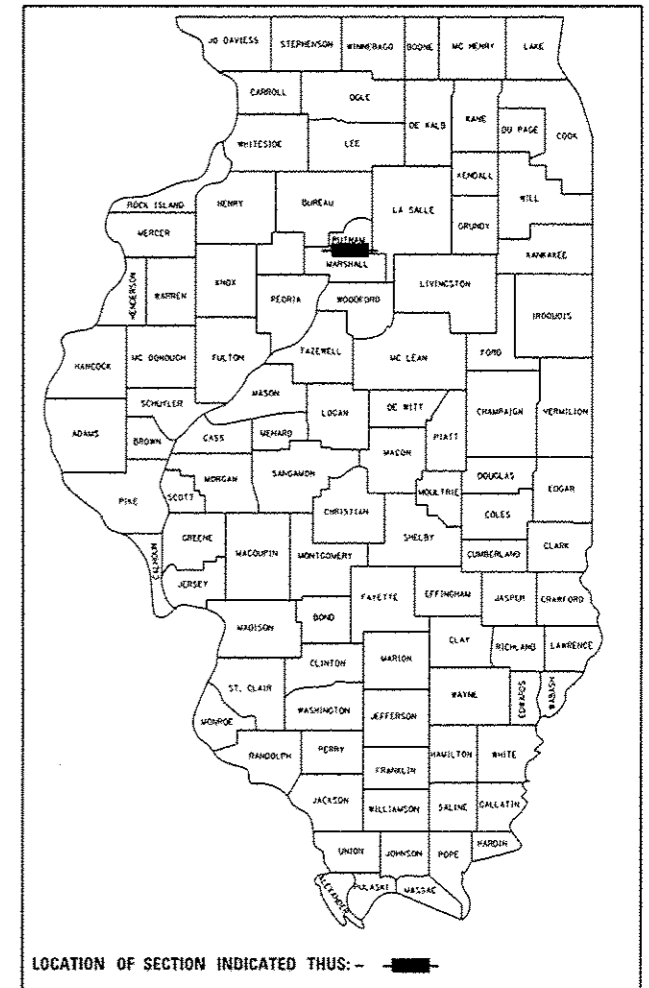 JO DAVIESS STEPHENSON WINNEBAGO BOONE MC HENRY LAKE
CARROLL OGLE DE KALB KANE DU PAGE COOK
WHITESIDE LEE
KENDALL
ROCK ISLAND HENRY BUREAU LA SALLE GRUNDY WILL
MERCER PUTNAM KANKAKEE
HENDERSON WARREN KNOX MARSHALL LIVINGSTON
PEORIA WOODFORD IROQUOIS
HANCOCK MC DONOUGH FULTON TAZEWELL MC LEAN FORD
SCHUYLER MASON LOGAN DE WITT CHAMPAIGN VERMILION
ADAMS BROWN CASS MENARD MACON PIATT
PIKE SCOTT MORGAN SANGAMON CHRISTIAN MOULTRIE DOUGLAS EDGAR
COLES
CALHOUN GREENE MACOUPIN MONTGOMERY SHELBY CUMBERLAND CLARK
JERSEY
MADISON BOND FAYETTE EFFINGHAM JASPER CRAWFORD
CLINTON MARION CLAY RICHLAND LAWRENCE
ST. CLAIR WASHINGTON JEFFERSON WAYNE EDWARDS WABASH
MONROE
RANDOLPH PERRY FRANKLIN HAMILTON WHITE
JACKSON WILLIAMSON SALINE GALLATIN
UNION JOHNSON POPE HARDIN
ALEXANDER PULASKI MASSAC
LOCATION OF SECTION INDICATED THUS: -